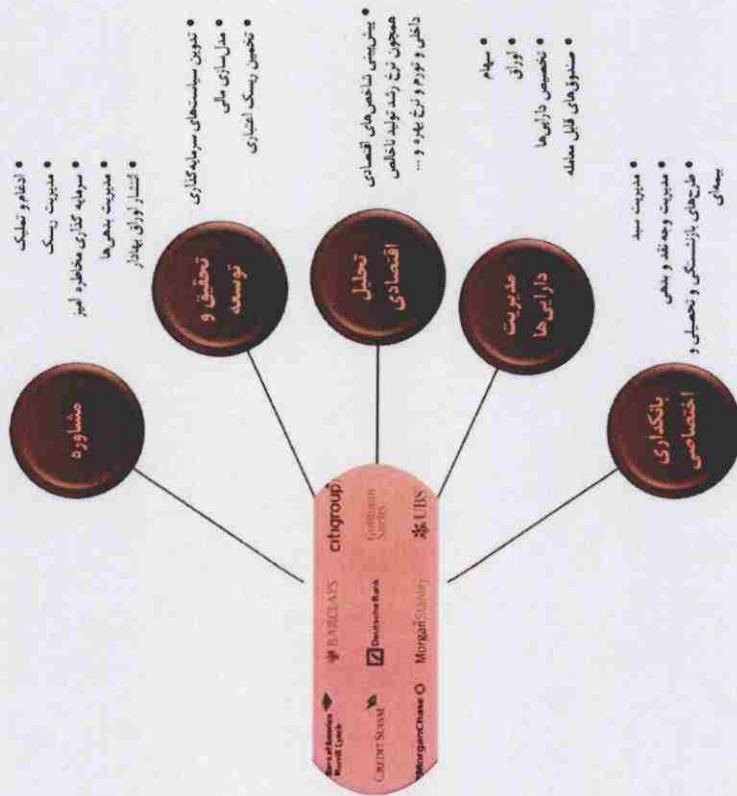 مشاوره
• ادغام و تملیک
• مدیریت ریسک
• سرمایه گذاری مخاطره آمیز
• مدیریت بدهی‌ها
• انتشار اوراق بهادار
تحقیق و
توسعه
• تدوین سیاست‌های سرمایه‌گذاری
• مدل‌سازی مالی
• تخمین ریسک اعتباری
تحلیل
اقتصادی
• پیش‌بینی شاخص‌های اقتصادی
همچون نرخ رشد تولید ناخالص
داخلی و تورم و نرخ بهره و ...
مدیریت
دارایی‌ها
• سهام
• اوراق
• تخصیص دارایی‌ها
• صندوق‌های قابل معامله
بانکداری
اختصاصی
• مدیریت سبد
• مدیریت وجه نقد و بدهی
• طرح‌های بازنشستگی و تحصیلی و
بیمه‌ای
Bank of America
Merrill Lynch
BARCLAYS
citigroup
CREDIT SUISSE
Deutsche Bank
Goldman
Sachs
JPMorganChase
MorganStanley
UBS